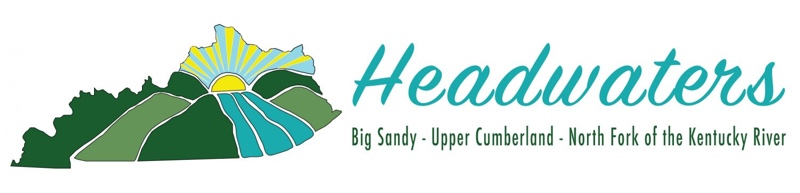 Headwaters
Big Sandy - Upper Cumberland - North Fork of the Kentucky River